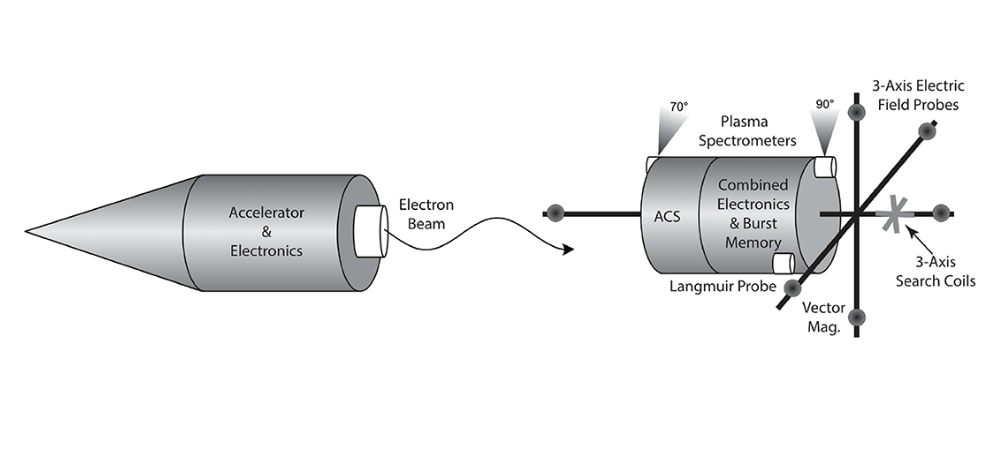 Accelerator
&
Electronics
Electron
Beam
70°
Plasma
Spectrometers
90°
3-Axis Electric
Field Probes
ACS
Combined
Electronics
& Burst
Memory
Langmuir Probe
Vector
Mag.
3-Axis
Search Coils